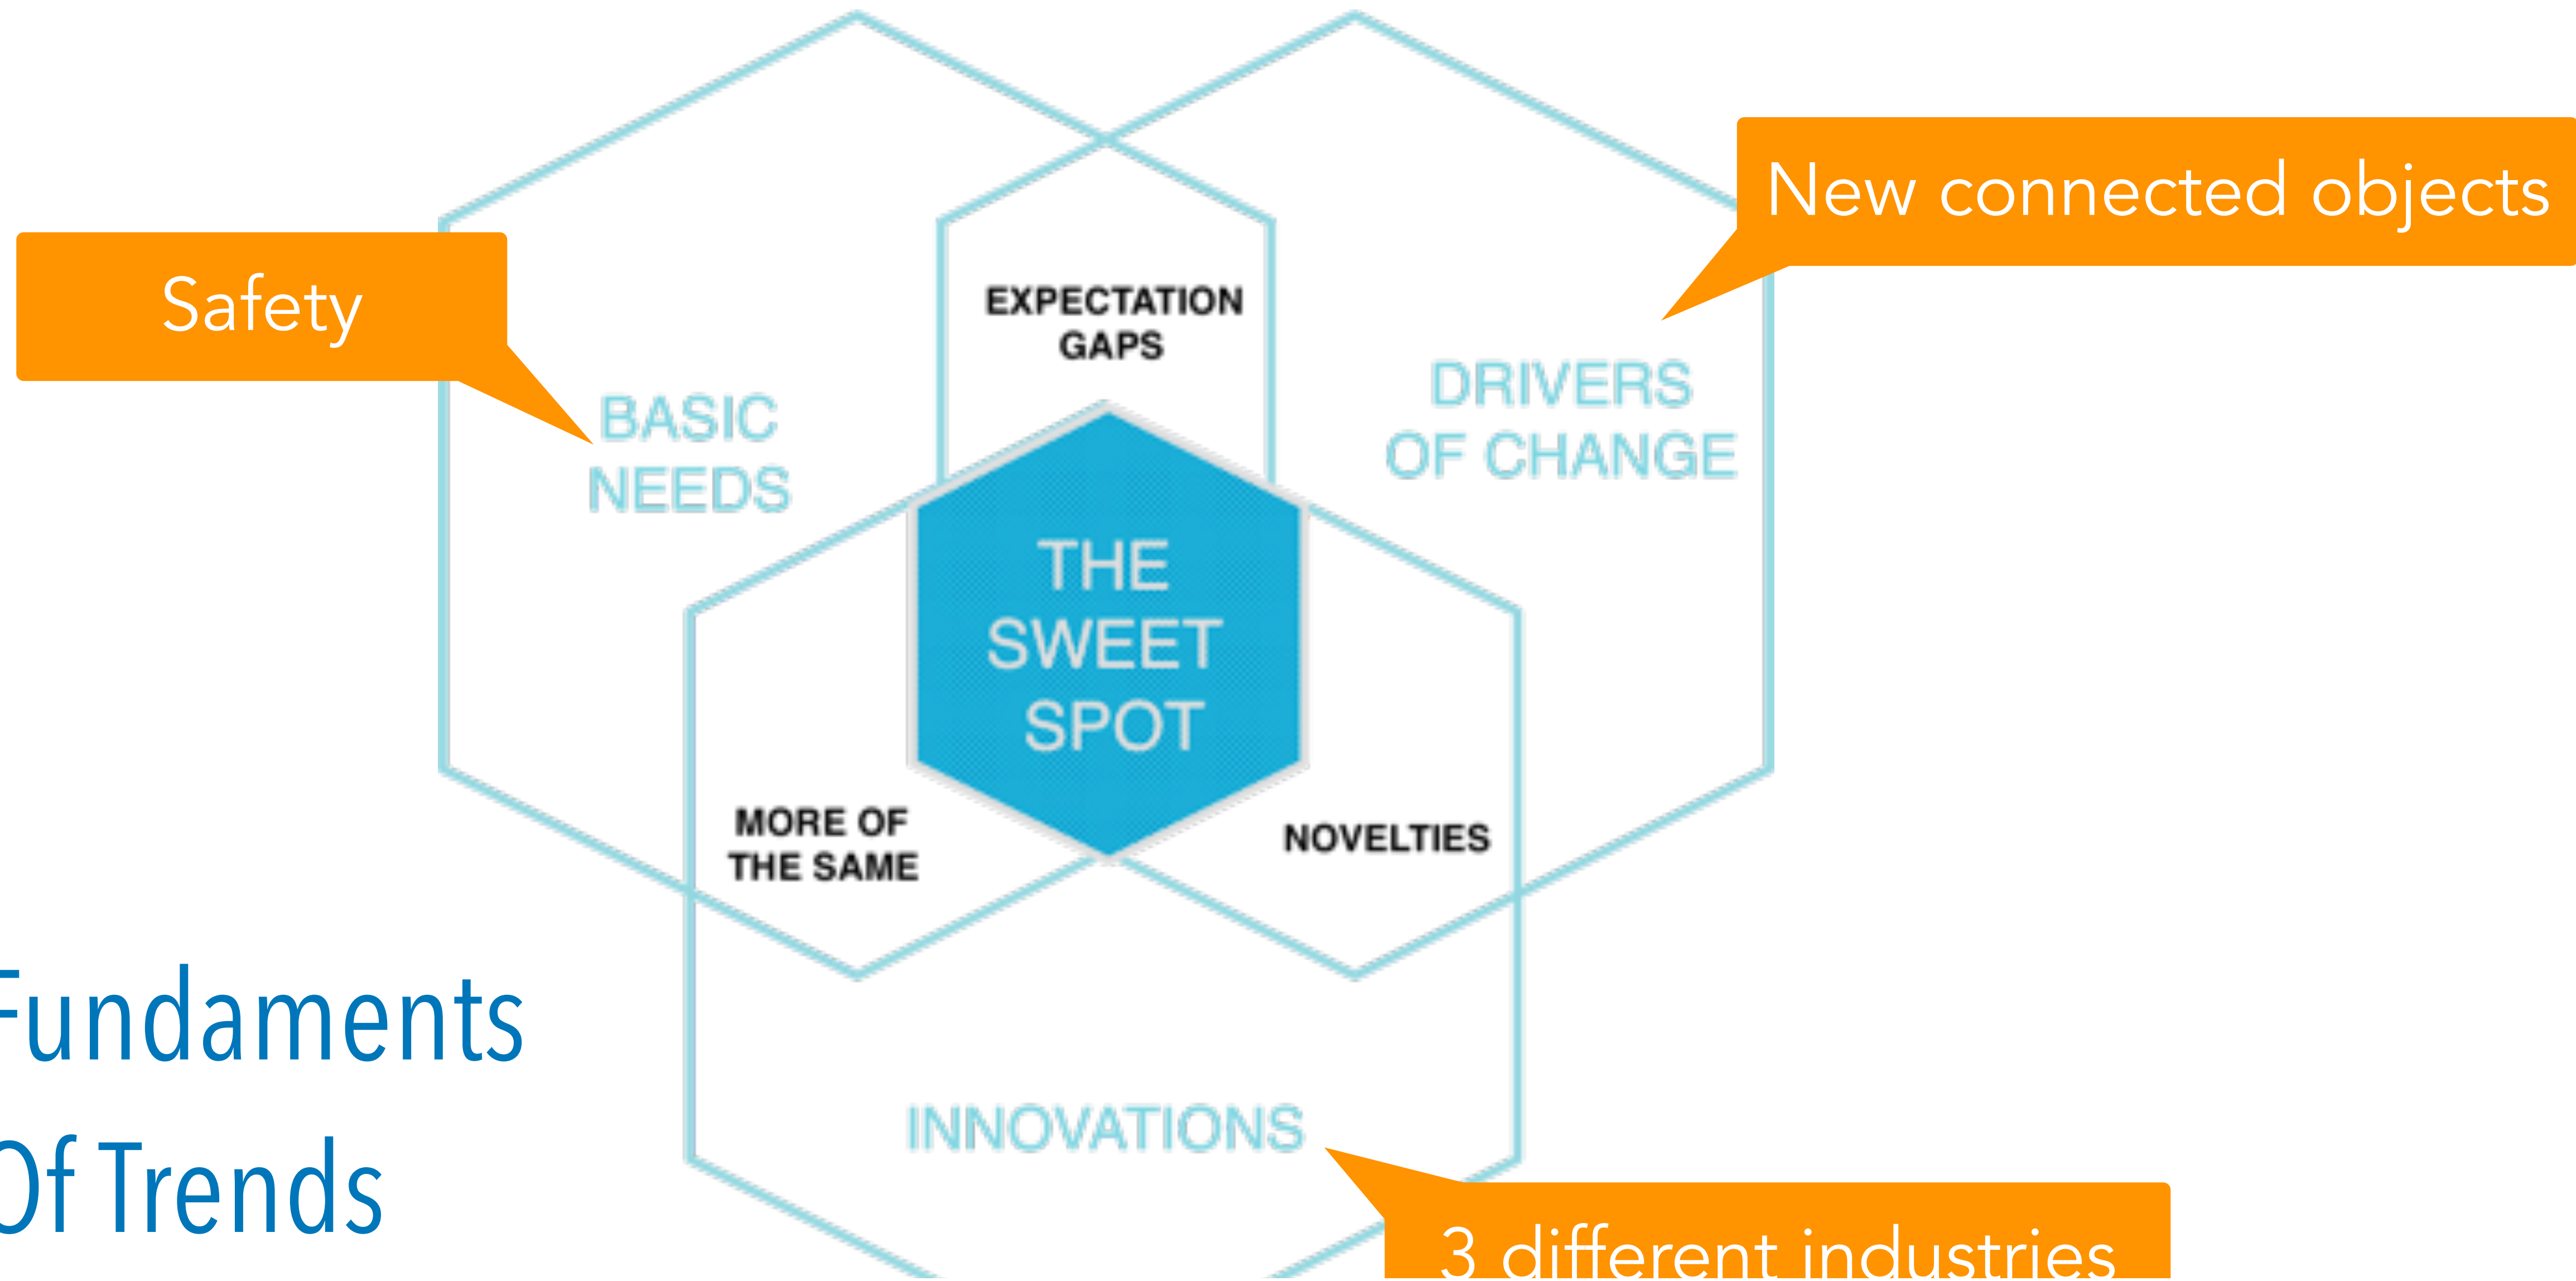 New connected objects
Safety
EXPECTATION
GAPS
BASIC
NEEDS
DRIVERS
OF CHANGE
THE
SWEET
SPOT
MORE OF
THE SAME
NOVELTIES
Fundaments
Of Trends
INNOVATIONS
3 different industries